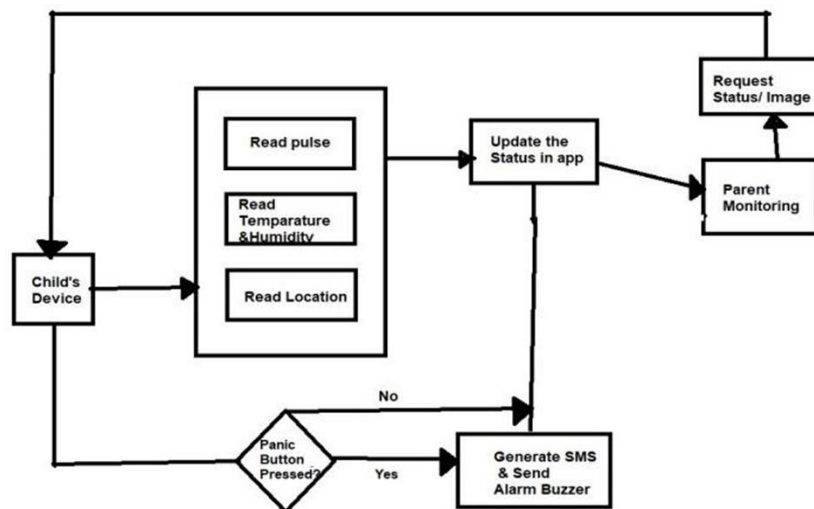 Request
Status/ Image
Read pulse
Update the
Status in app
Read
Temparature
&Humidity
Parent
Monitoring
Child's
Device
Read Location
No
Panic
Button
Pressed?
Yes
Generate SMS
& Send
Alarm Buzzer